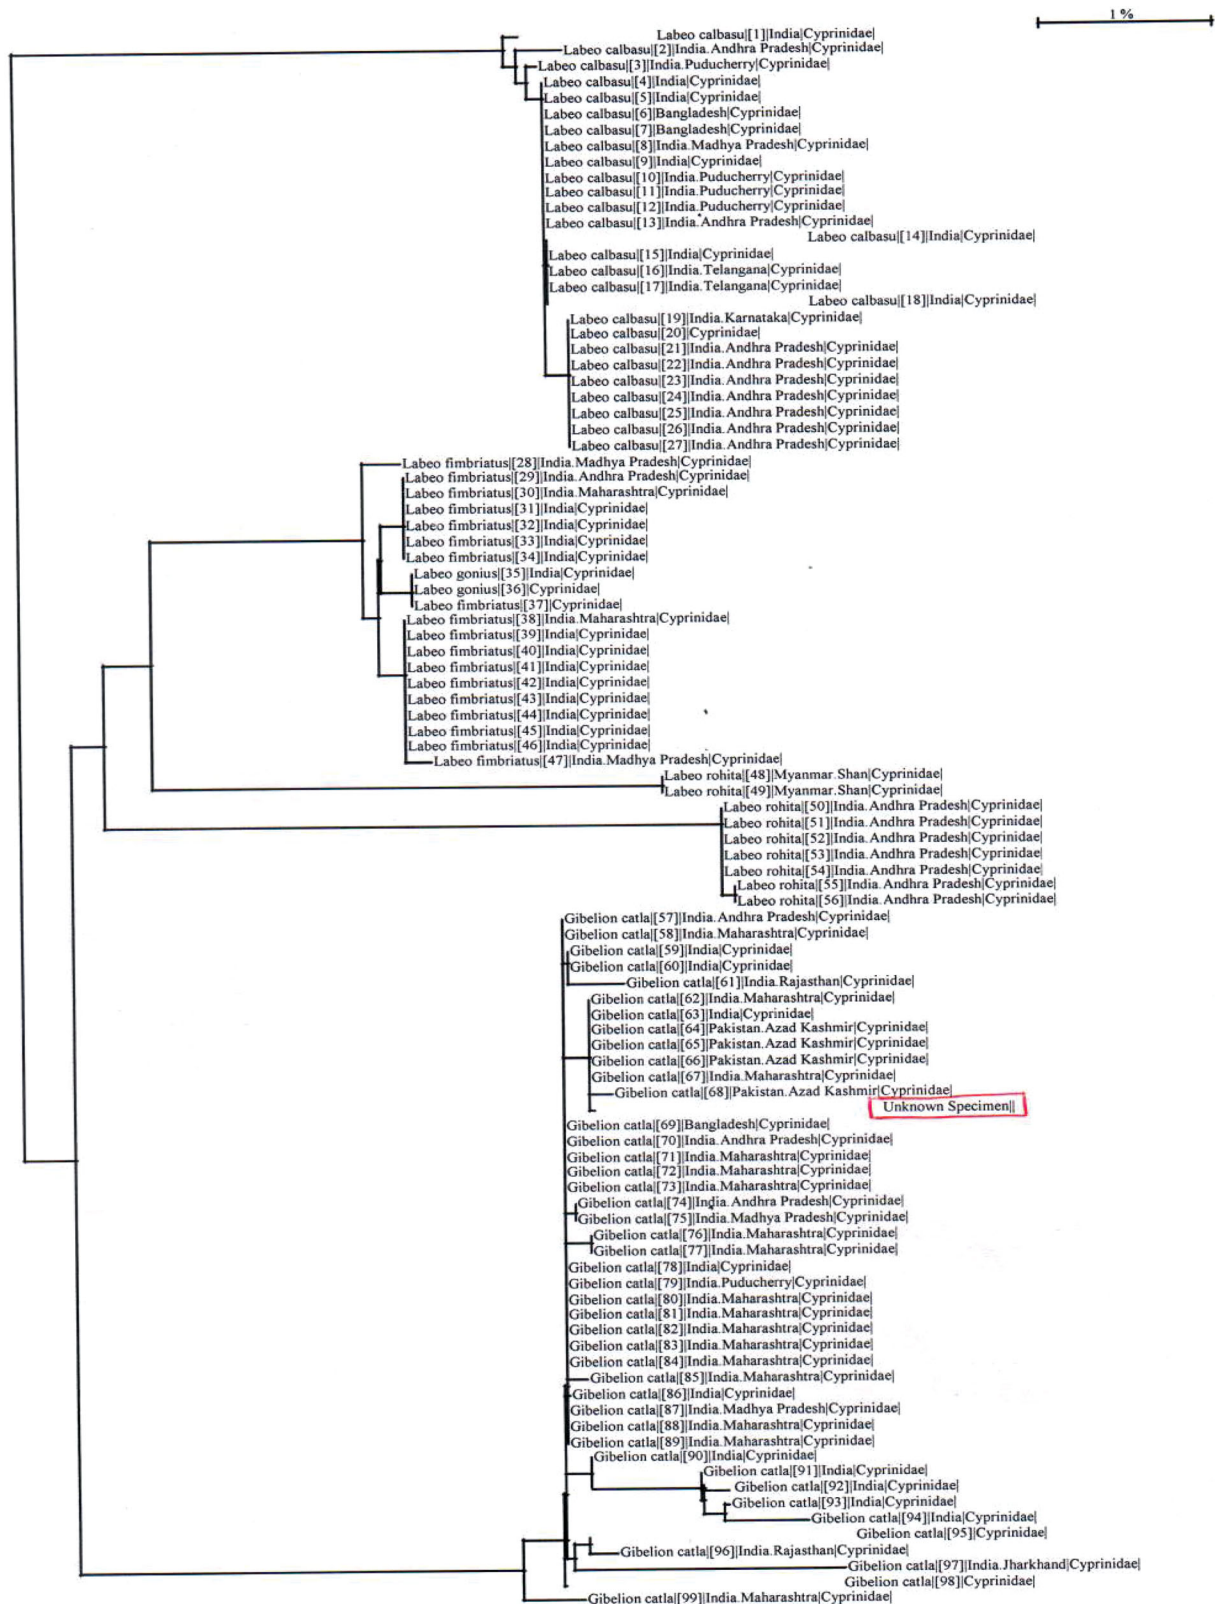 1 %
Labeo calbasu|[1]|India|Cyprinidae|
Labeo calbasu|[2]|India.Andhra Pradesh|Cyprinidae|
Labeo calbasu|[3]|India.Puducherry|Cyprinidae|
Labeo calbasu|[4]|India|Cyprinidae|
Labeo calbasu|[5]|India|Cyprinidae|
Labeo calbasu|[6]|Bangladesh|Cyprinidae|
Labeo calbasu|[7]|Bangladesh|Cyprinidae|
Labeo calbasu|[8]|India.Madhya Pradesh|Cyprinidae|
Labeo calbasu|[9]|India|Cyprinidae|
Labeo calbasu|[10]|India.Puducherry|Cyprinidae|
Labeo calbasu|[11]|India.Puducherry|Cyprinidae|
Labeo calbasu|[12]|India.Puducherry|Cyprinidae|
Labeo calbasu|[13]|India.Andhra Pradesh|Cyprinidae|
Labeo calbasu|[14]|India|Cyprinidae|
Labeo calbasu|[15]|India|Cyprinidae|
Labeo calbasu|[16]|India.Telangana|Cyprinidae|
Labeo calbasu|[17]|India.Telangana|Cyprinidae|
Labeo calbasu|[18]|India|Cyprinidae|
Labeo calbasu|[19]|India.Karnataka|Cyprinidae|
Labeo calbasu|[20]|Cyprinidae|
Labeo calbasu|[21]|India.Andhra Pradesh|Cyprinidae|
Labeo calbasu|[22]|India.Andhra Pradesh|Cyprinidae|
Labeo calbasu|[23]|India.Andhra Pradesh|Cyprinidae|
Labeo calbasu|[24]|India.Andhra Pradesh|Cyprinidae|
Labeo calbasu|[25]|India.Andhra Pradesh|Cyprinidae|
Labeo calbasu|[26]|India.Andhra Pradesh|Cyprinidae|
Labeo calbasu|[27]|India.Andhra Pradesh|Cyprinidae|
Labeo fimbriatus|[28]|India.Madhya Pradesh|Cyprinidae|
Labeo fimbriatus|[29]|India.Andhra Pradesh|Cyprinidae|
Labeo fimbriatus|[30]|India.Maharashtra|Cyprinidae|
Labeo fimbriatus|[31]|India|Cyprinidae|
Labeo fimbriatus|[32]|India|Cyprinidae|
Labeo fimbriatus|[33]|India|Cyprinidae|
Labeo fimbriatus|[34]|India|Cyprinidae|
Labeo gonius|[35]|India|Cyprinidae|
Labeo gonius|[36]|Cyprinidae|
Labeo fimbriatus|[37]|Cyprinidae|
Labeo fimbriatus|[38]|India.Maharashtra|Cyprinidae|
Labeo fimbriatus|[39]|India|Cyprinidae|
Labeo fimbriatus|[40]|India|Cyprinidae|
Labeo fimbriatus|[41]|India|Cyprinidae|
Labeo fimbriatus|[42]|India|Cyprinidae|
Labeo fimbriatus|[43]|India|Cyprinidae|
Labeo fimbriatus|[44]|India|Cyprinidae|
Labeo fimbriatus|[45]|India|Cyprinidae|
Labeo fimbriatus|[46]|India|Cyprinidae|
Labeo fimbriatus|[47]|India.Madhya Pradesh|Cyprinidae|
Labeo rohita|[48]|Myanmar.Shan|Cyprinidae|
Labeo rohita|[49]|Myanmar.Shan|Cyprinidae|
Labeo rohita|[50]|India.Andhra Pradesh|Cyprinidae|
Labeo rohita|[51]|India.Andhra Pradesh|Cyprinidae|
Labeo rohita|[52]|India.Andhra Pradesh|Cyprinidae|
Labeo rohita|[53]|India.Andhra Pradesh|Cyprinidae|
Labeo rohita|[54]|India.Andhra Pradesh|Cyprinidae|
Labeo rohita|[55]|India.Andhra Pradesh|Cyprinidae|
Labeo rohita|[56]|India.Andhra Pradesh|Cyprinidae|
Gibelion catla|[57]|India.Andhra Pradesh|Cyprinidae|
Gibelion catla|[58]|India.Maharashtra|Cyprinidae|
Gibelion catla|[59]|India|Cyprinidae|
Gibelion catla|[60]|India|Cyprinidae|
Gibelion catla|[61]|India.Rajasthan|Cyprinidae|
Gibelion catla|[62]|India.Maharashtra|Cyprinidae|
Gibelion catla|[63]|India|Cyprinidae|
Gibelion catla|[64]|Pakistan.Azad Kashmir|Cyprinidae|
Gibelion catla|[65]|Pakistan.Azad Kashmir|Cyprinidae|
Gibelion catla|[66]|Pakistan.Azad Kashmir|Cyprinidae|
Gibelion catla|[67]|India.Maharashtra|Cyprinidae|
Gibelion catla|[68]|Pakistan.Azad Kashmir|Cyprinidae|
Unknown Specimen||
Gibelion catla|[69]|Bangladesh|Cyprinidae|
Gibelion catla|[70]|India.Andhra Pradesh|Cyprinidae|
Gibelion catla|[71]|India.Maharashtra|Cyprinidae|
Gibelion catla|[72]|India.Maharashtra|Cyprinidae|
Gibelion catla|[73]|India.Maharashtra|Cyprinidae|
Gibelion catla|[74]|India.Andhra Pradesh|Cyprinidae|
Gibelion catla|[75]|India.Madhya Pradesh|Cyprinidae|
Gibelion catla|[76]|India.Maharashtra|Cyprinidae|
Gibelion catla|[77]|India.Maharashtra|Cyprinidae|
Gibelion catla|[78]|India|Cyprinidae|
Gibelion catla|[79]|India.Puducherry|Cyprinidae|
Gibelion catla|[80]|India.Maharashtra|Cyprinidae|
Gibelion catla|[81]|India.Maharashtra|Cyprinidae|
Gibelion catla|[82]|India.Maharashtra|Cyprinidae|
Gibelion catla|[83]|India.Maharashtra|Cyprinidae|
Gibelion catla|[84]|India.Maharashtra|Cyprinidae|
Gibelion catla|[85]|India.Maharashtra|Cyprinidae|
Gibelion catla|[86]|India|Cyprinidae|
Gibelion catla|[87]|India.Madhya Pradesh|Cyprinidae|
Gibelion catla|[88]|India.Maharashtra|Cyprinidae|
Gibelion catla|[89]|India.Maharashtra|Cyprinidae|
Gibelion catla|[90]|India|Cyprinidae|
Gibelion catla|[91]|India|Cyprinidae|
Gibelion catla|[92]|India|Cyprinidae|
Gibelion catla|[93]|India|Cyprinidae|
Gibelion catla|[94]|India|Cyprinidae|
Gibelion catla|[95]|Cyprinidae|
Gibelion catla|[96]|India.Rajasthan|Cyprinidae|
Gibelion catla|[97]|India.Jharkhand|Cyprinidae|
Gibelion catla|[98]|Cyprinidae|
Gibelion catla|[99]|India.Maharashtra|Cyprinidae|